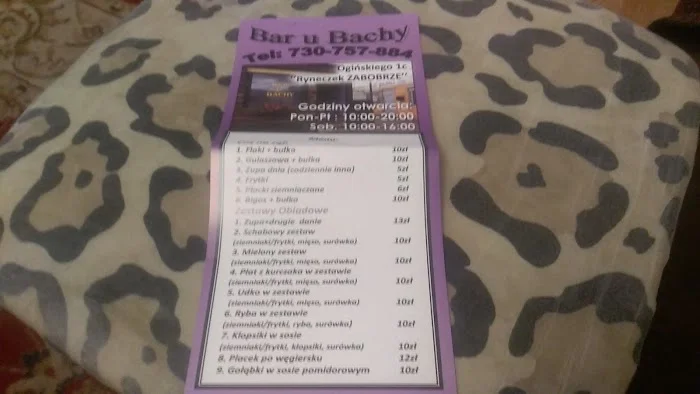 Bar u Bachy
Tel: 730-757-884
Ogińskiego 1c
"Ryneczek ZABOBRZE"
BACHY
Godziny otwarcia:
Pon-Pt : 10:00-20:00
Sob. 10:00-16:00
1. Flaki + bułka 10zł
2. Gulaszowa + bułka 10zł
3. Zupa dnia (codziennie inna) 5zł
4. Frytki 5zł
5. Placki ziemniaczane 6zł
6. Bigos + bułka 10zł
Zestawy Obiadowe
1. Zupa+drugie danie 13zł
2. Schabowy zestaw
(ziemniaki/frytki, mięso, surówka) 10zł
3. Mielony zestaw
(ziemniaki/frytki, mięso, surówka) 10zł
4. Filet z kurczaka w zestawie
(ziemniaki/frytki, mięso, surówka) 10zł
5. Udko w zestawie
(ziemniaki/frytki, mięso, surówka) 10zł
6. Ryba w zestawie
(ziemniaki/frytki, ryba, surówka) 10zł
7. Klopsiki w sosie
(ziemniaki/frytki, klopsiki, surówka) 10zł
8. Placek po węgiersku 12zł
9. Gołąbki w sosie pomidorowym 10zł